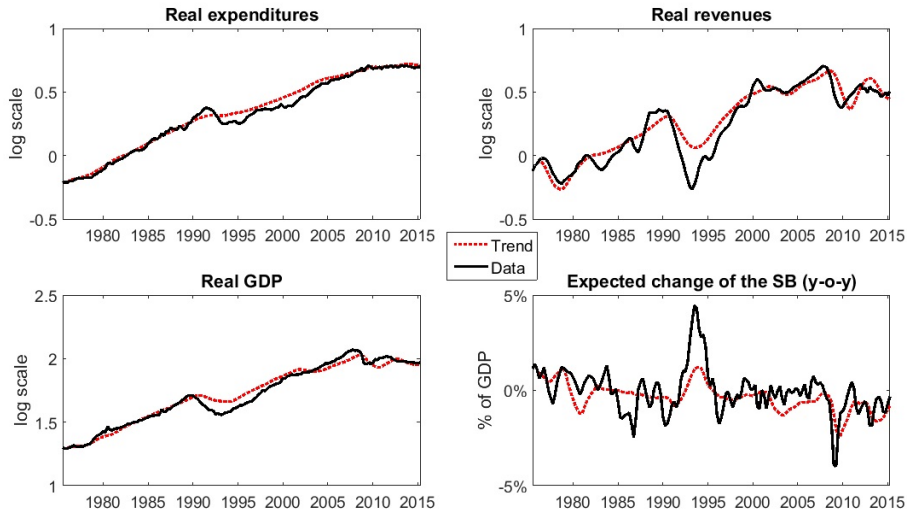 Real expenditures
1
0.5
0
-0.5
log scale
1980 1985 1990 1995 2000 2005 2010 2015
Real revenues
1
0.5
0
-0.5
log scale
1980 1985 1990 1995 2000 2005 2010 2015
Trend
Data
Real GDP
2.5
2
1.5
1
log scale
1980 1985 1990 1995 2000 2005 2010 2015
Expected change of the SB (y-o-y)
5%
0%
-5%
% of GDP
1980 1985 1990 1995 2000 2005 2010 2015